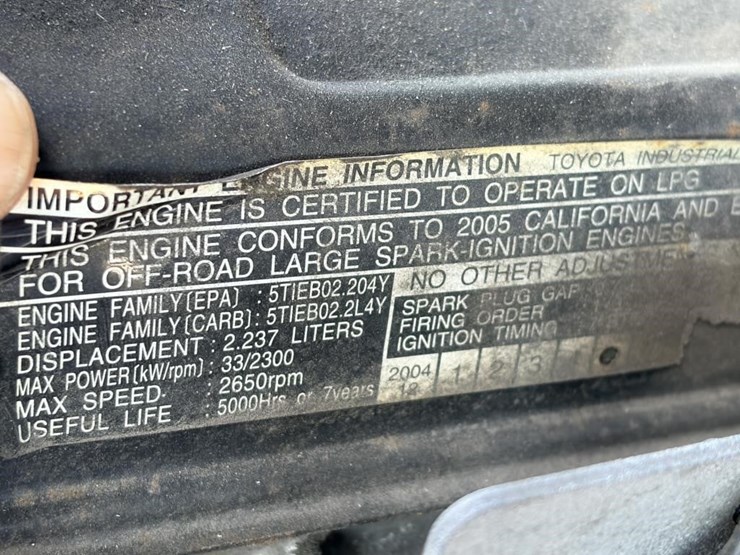 IMPORTANT ENGINE INFORMATION TOYOTA INDUSTRIAL
THIS ENGINE IS CERTIFIED TO OPERATE ON LPG
THIS ENGINE CONFORMS TO 2005 CALIFORNIA AND
FOR OFF-ROAD LARGE SPARK-IGNITION ENGINES
ENGINE FAMILY(EPA) : 5TIEB02.204Y
ENGINE FAMILY(CARB): 5TIEB02.2L4Y
DISPLACEMENT : 2.237 LITERS
MAX POWER(kW/rpm) : 33/2300
MAX SPEED : 2650rpm
USEFUL LIFE : 5000Hrs or 7years
NO OTHER ADJUSTMEN
SPARK PLUG GAP
FIRING ORDER
IGNITION TIMING
2004 1 2 3